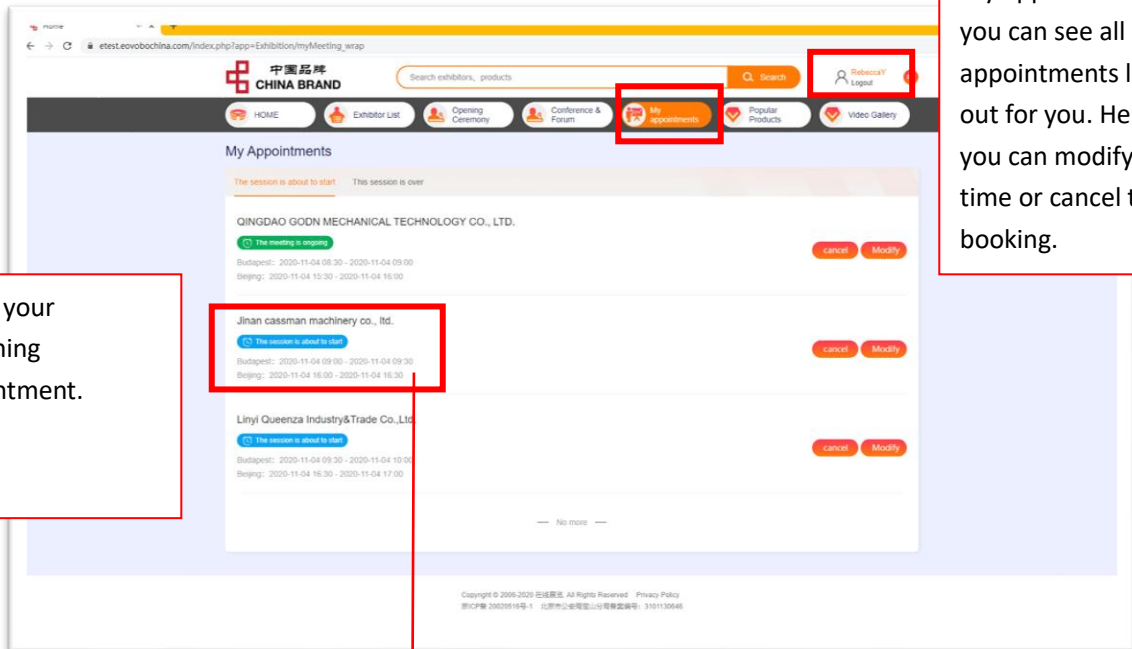 Home
etest.eovobochina.com/index.php?app=Exhibition/myMeeting_wrap
you can see all
appointments l
out for you. He
you can modify
time or cancel t
booking.
中国品牌
CHINA BRAND
Search exhibitors, products
Search
RebeccaY
Logout
HOME
Exhibitor List
Opening
Ceremony
Conference &
Forum
My
appointments
Popular
Products
Video Gallery
My Appointments
The session is about to start This session is over
QINGDAO GODN MECHANICAL TECHNOLOGY CO., LTD.
The meeting is ongoing
Budapest: 2020-11-04 08:30 - 2020-11-04 09:00
Beijing: 2020-11-04 15:30 - 2020-11-04 16:00
cancel Modify
your
ning
ntment.
Jinan cassman machinery co., ltd.
The session is about to start
Budapest: 2020-11-04 09:00 - 2020-11-04 09:30
Beijing: 2020-11-04 16:00 - 2020-11-04 16:30
cancel Modify
Linyi Queenza Industry&Trade Co.,Ltd.
The session is about to start
Budapest: 2020-11-04 09:30 - 2020-11-04 10:00
Beijing: 2020-11-04 16:30 - 2020-11-04 17:00
cancel Modify
— No more —
Copyright © 2006-2020 All Rights Reserved Privacy Policy
3101130646